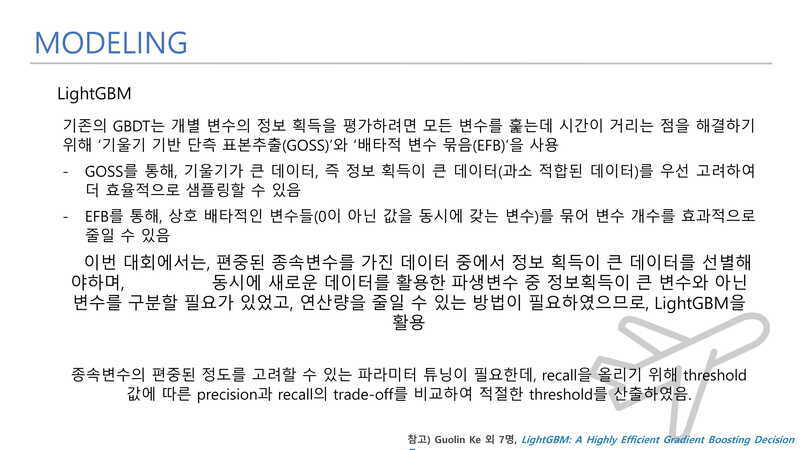 MODELING
LightGBM
기존의 GBDT는 개별 변수의 정보 획득을 평가하려면 모든 변수를 훑는데 시간이 거리는 점을 해결하기
위해 '기울기 기반 단측 표본추출(GOSS)'와 '배타적 변수 묶음(EFB)'을 사용
- GOSS를 통해, 기울기가 큰 데이터, 즉 정보 획득이 큰 데이터(과소 적합된 데이터)를 우선 고려하여
더 효율적으로 샘플링할 수 있음
- EFB를 통해, 상호 배타적인 변수들(0이 아닌 값을 동시에 갖는 변수)를 묶어 변수 개수를 효과적으로
줄일 수 있음
이번 대회에서는, 편중된 종속변수를 가진 데이터 중에서 정보 획득이 큰 데이터를 선별해
야하며, 동시에 새로운 데이터를 활용한 파생변수 중 정보획득이 큰 변수와 아닌
변수를 구분할 필요가 있었고, 연산량을 줄일 수 있는 방법이 필요하였으므로, LightGBM을
활용
종속변수의 편중된 정도를 고려할 수 있는 파라미터 튜닝이 필요한데, recall을 올리기 위해 threshold
값에 따른 precision과 recall의 trade-off를 비교하여 적절한 threshold를 산출하였음.
참고) Guolin Ke 외 7명, LightGBM: A Highly Efficient Gradient Boosting Decision